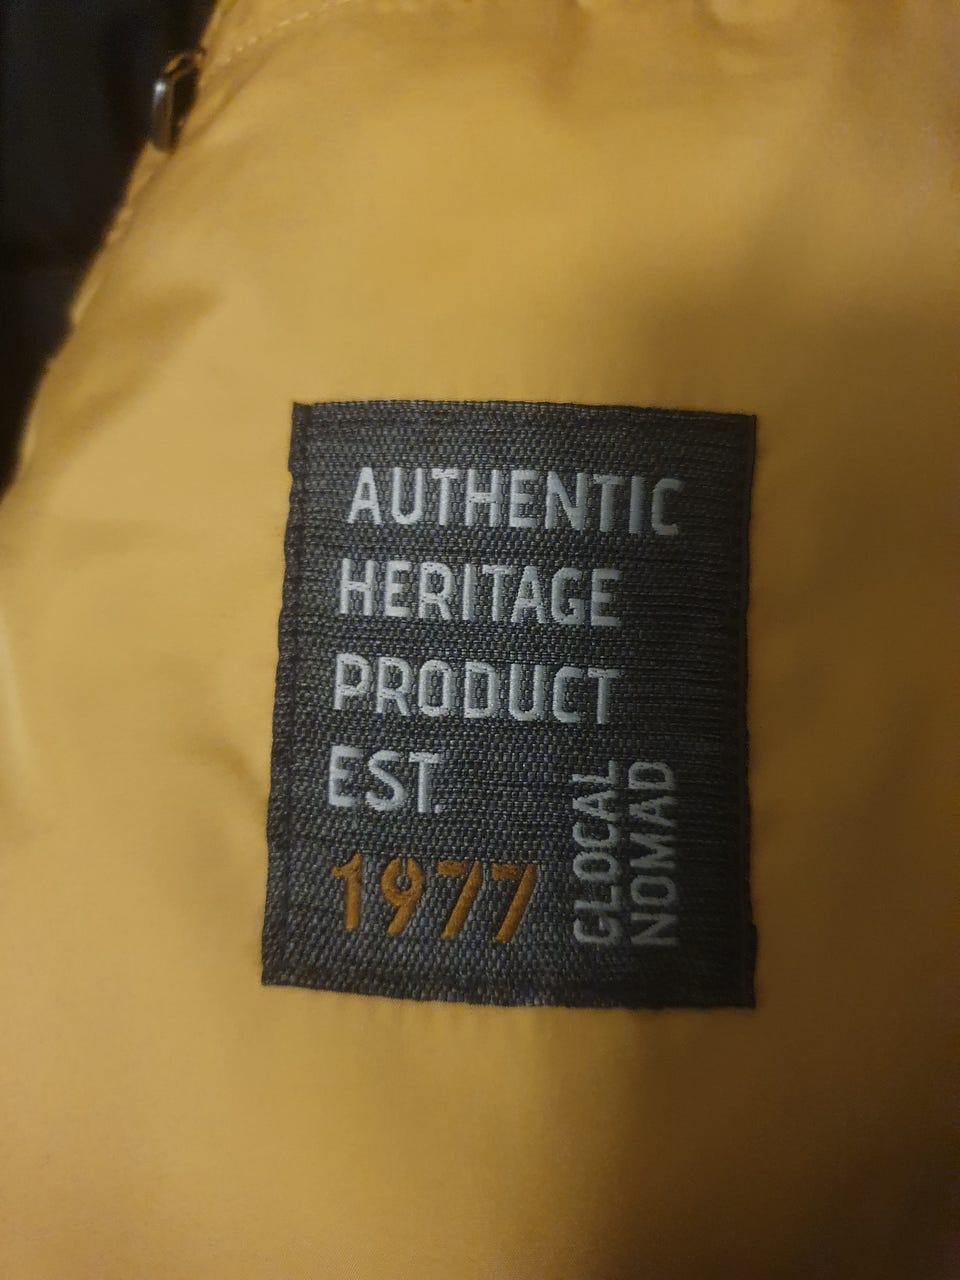 AUTHENTIC
HERITAGE
PRODUCT
EST.
1977
GLOCAL
NOMAD